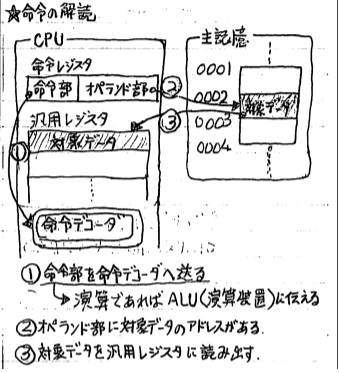 ☆命令の解読
CPU
主記憶
命令レジスタ
命令部 オペランド部 ②
0001
0002 対象データ
汎用レジスタ ③
0003
① 対象データ
0004
命令デコーダ
①命令部を命令デコーダへ送る
演算であればALU(演算装置)に伝える
②オペランド部に対象データのアドレスがある.
③対象データを汎用レジスタに読み出す.